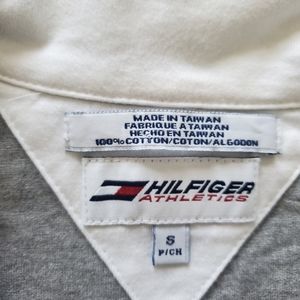 MADE IN TAIWAN
FABRIQUE A TAIWAN
HECHO EN TAIWAN
100% COTTON/COTON/ALGODON
HILFIGER
ATHLETICS
S
P/CH